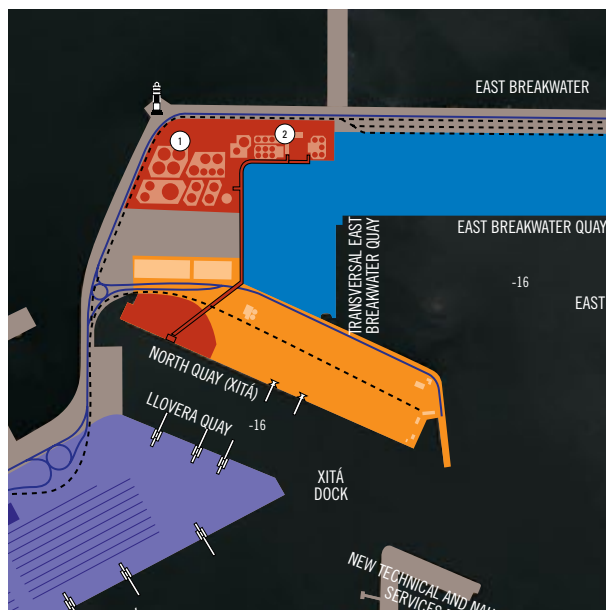 EAST BREAKWATER
1
2
EAST BREAKWATER QUAY
TRANSVERSAL EAST
BREAKWATER QUAY
-16
EAST
NORTH QUAY (XITÁ)
LLOVERA QUAY
-16
XITÁ
DOCK
NEW TECHNICAL AND
SERVICES